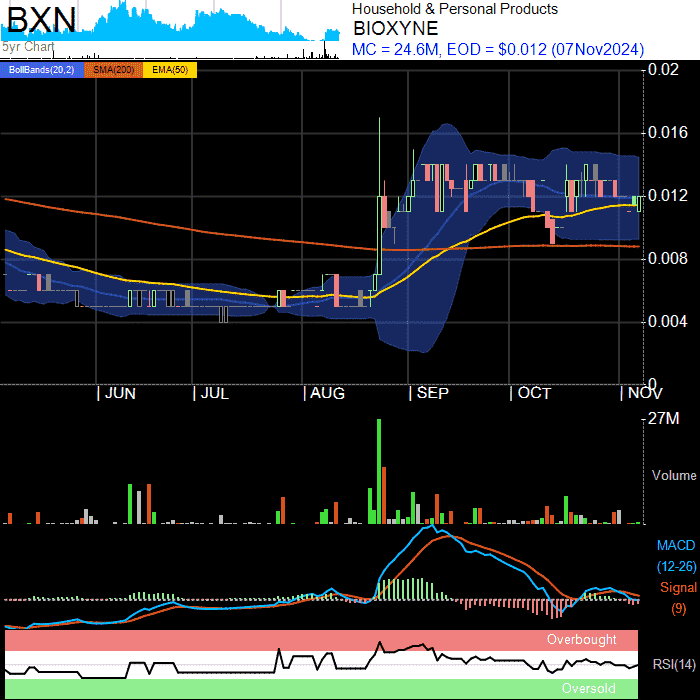 BXN
5yr Chart
Household & Personal Products
BIOXYNE
MC = 24.6M, EOD = $0.012 (07Nov2024)
BollBands(20,2) SMA(200) EMA(50)
0.02
0.016
0.012
0.008
0.004
0
JUN JUL AUG SEP OCT NOV
27M
Volume
MACD
(12-26)
Signal
(9)
Overbought
RSI(14)
Oversold